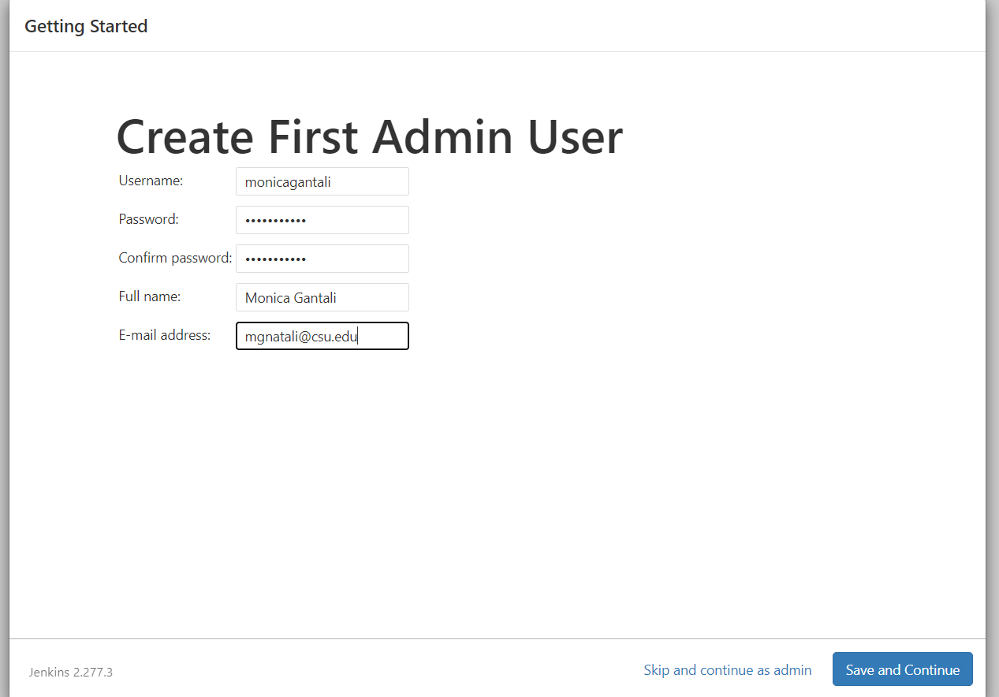 Getting Started
Create First Admin User
Username: monicagantali
Password: •••••••••••
Confirm password: •••••••••••
Full name: Monica Gantali
E-mail address: mgnatali@csu.edu
Jenkins 2.277.3 Skip and continue as admin Save and Continue